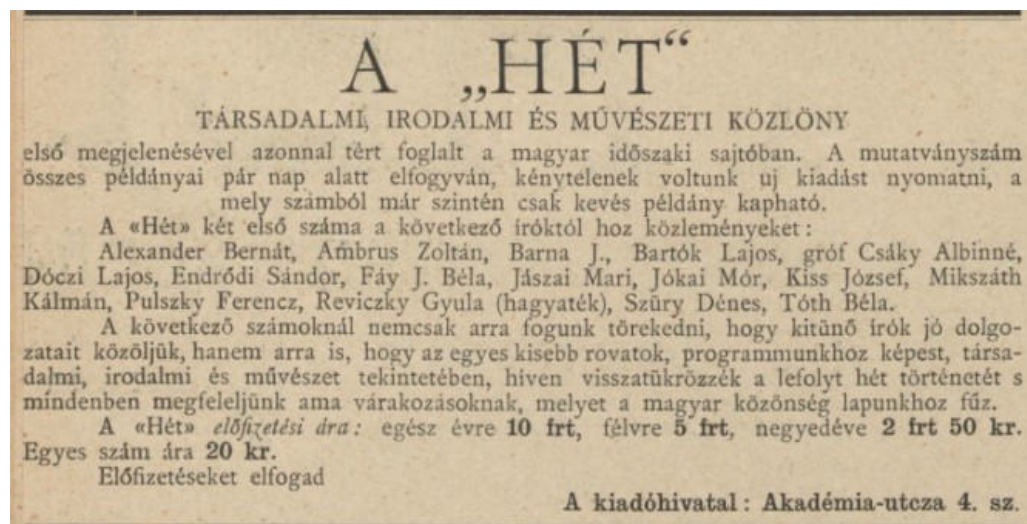 A „HÉT“
TÁRSADALMI, IRODALMI ÉS MŰVÉSZETI KÖZLÖNY
első megjelenésével azonnal tért foglalt a magyar időszaki sajtóban. A mutatványszám
összes példányai pár nap alatt elfogyván, kénytelenek voltunk uj kiadást nyomatni, a
mely számból már szintén csak kevés példány kapható.
A «Hét» két első száma a következő íróktól hoz közleményeket:
Alexander Bernát, Ambrus Zoltán, Barna J., Bartók Lajos, gróf Csáky Albinné,
Dóczi Lajos, Endrődi Sándor, Fáy J. Béla, Jászai Mari, Jókai Mór, Kiss József, Mikszáth
Kálmán, Pulszky Ferencz, Reviczky Gyula (hagyaték), Szűry Dénes, Tóth Béla.
A következő számoknál nemcsak arra fogunk törekedni, hogy kitünő írók jó dolgo-
zatait közöljük, hanem arra is, hogy az egyes kisebb rovatok, programmunkhoz képest, társa-
dalmi, irodalmi és művészet tekintetében, híven visszatükrözzék a lefolyt hét történetét s
mindenben megfeleljünk ama várakozásoknak, melyet a magyar közönség lapunkhoz fűz.
A «Hét» előfizetési ára: egész évre 10 frt, félvre 5 frt, negyedéve 2 frt 50 kr.
Egyes szám ára 20 kr.
Előfizetéseket elfogad
A kiadóhivatal: Akadémia-utcza 4. sz.